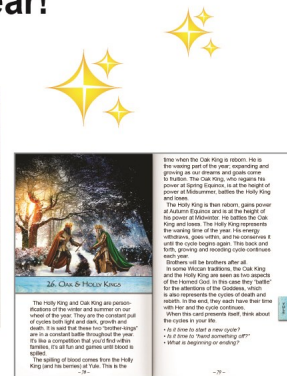 ear!
26. OAK & HOLLY KINGS
The Holly King and Oak King are person-
ifications of the winter and summer on our
wheel of the year. They are the constant pull
of cycles both light and dark, growth and
death. It is said that these two "brother-kings"
are in a constant battle throughout the year.
It's like a competition that you'd find within
families, it's all fun and games until blood is
spilled.
The spilling of blood comes from the Holly
King (and his berries) at Yule. This is the
– 78 –
time when the Oak King is reborn. He is
the waxing part of the year; expanding and
growing as our dreams and goals come
to fruition. The Oak King, who regains his
power at Spring Equinox, is at the height of
power at Midsummer, battles the Holly King
and loses.
The Holly King is then reborn, gains power
at Autumn Equinox and is at the height of
his power at Midwinter. He battles the Oak
King and loses. The Holly King represents
the waning time of the year. His energy
withdraws, goes within, and he conserves it
until the cycle begins again. This back and
forth, growing and receding cycle continues
each year.
Brothers will be brothers after all.
In some Wiccan traditions, the Oak King
and the Holly King are seen as two aspects
of the Horned God. In this case they "battle"
for the attentions of the Goddess, which
is also represents the cycles of death and
rebirth. In the end, they each have their time
with Her and the cycle continues.
When this card presents itself, think about
the cycles in your life.
• Is it time to start a new cycle?
• Is it time to "hand something off?"
• What is beginning or ending?
– 79 –